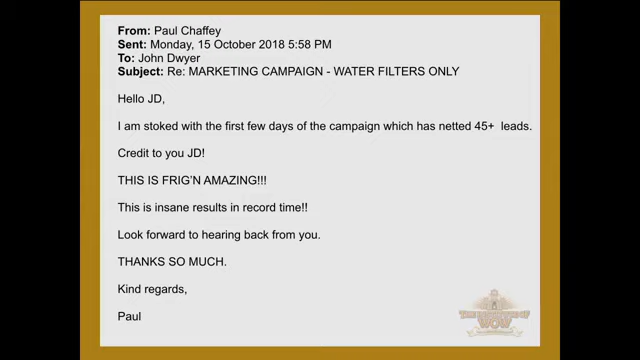 From: Paul Chaffey
Sent: Monday, 15 October 2018 5:58 PM
To: John Dwyer
Subject: Re: MARKETING CAMPAIGN - WATER FILTERS ONLY
Hello JD,
I am stoked with the first few days of the campaign which has netted 45+ leads.
Credit to you JD!
THIS IS FRIG'N AMAZING!!!
This is insane results in record time!!
Look forward to hearing back from you.
THANKS SO MUCH.
Kind regards,
Paul
THE INSTITUTE OF
WOW